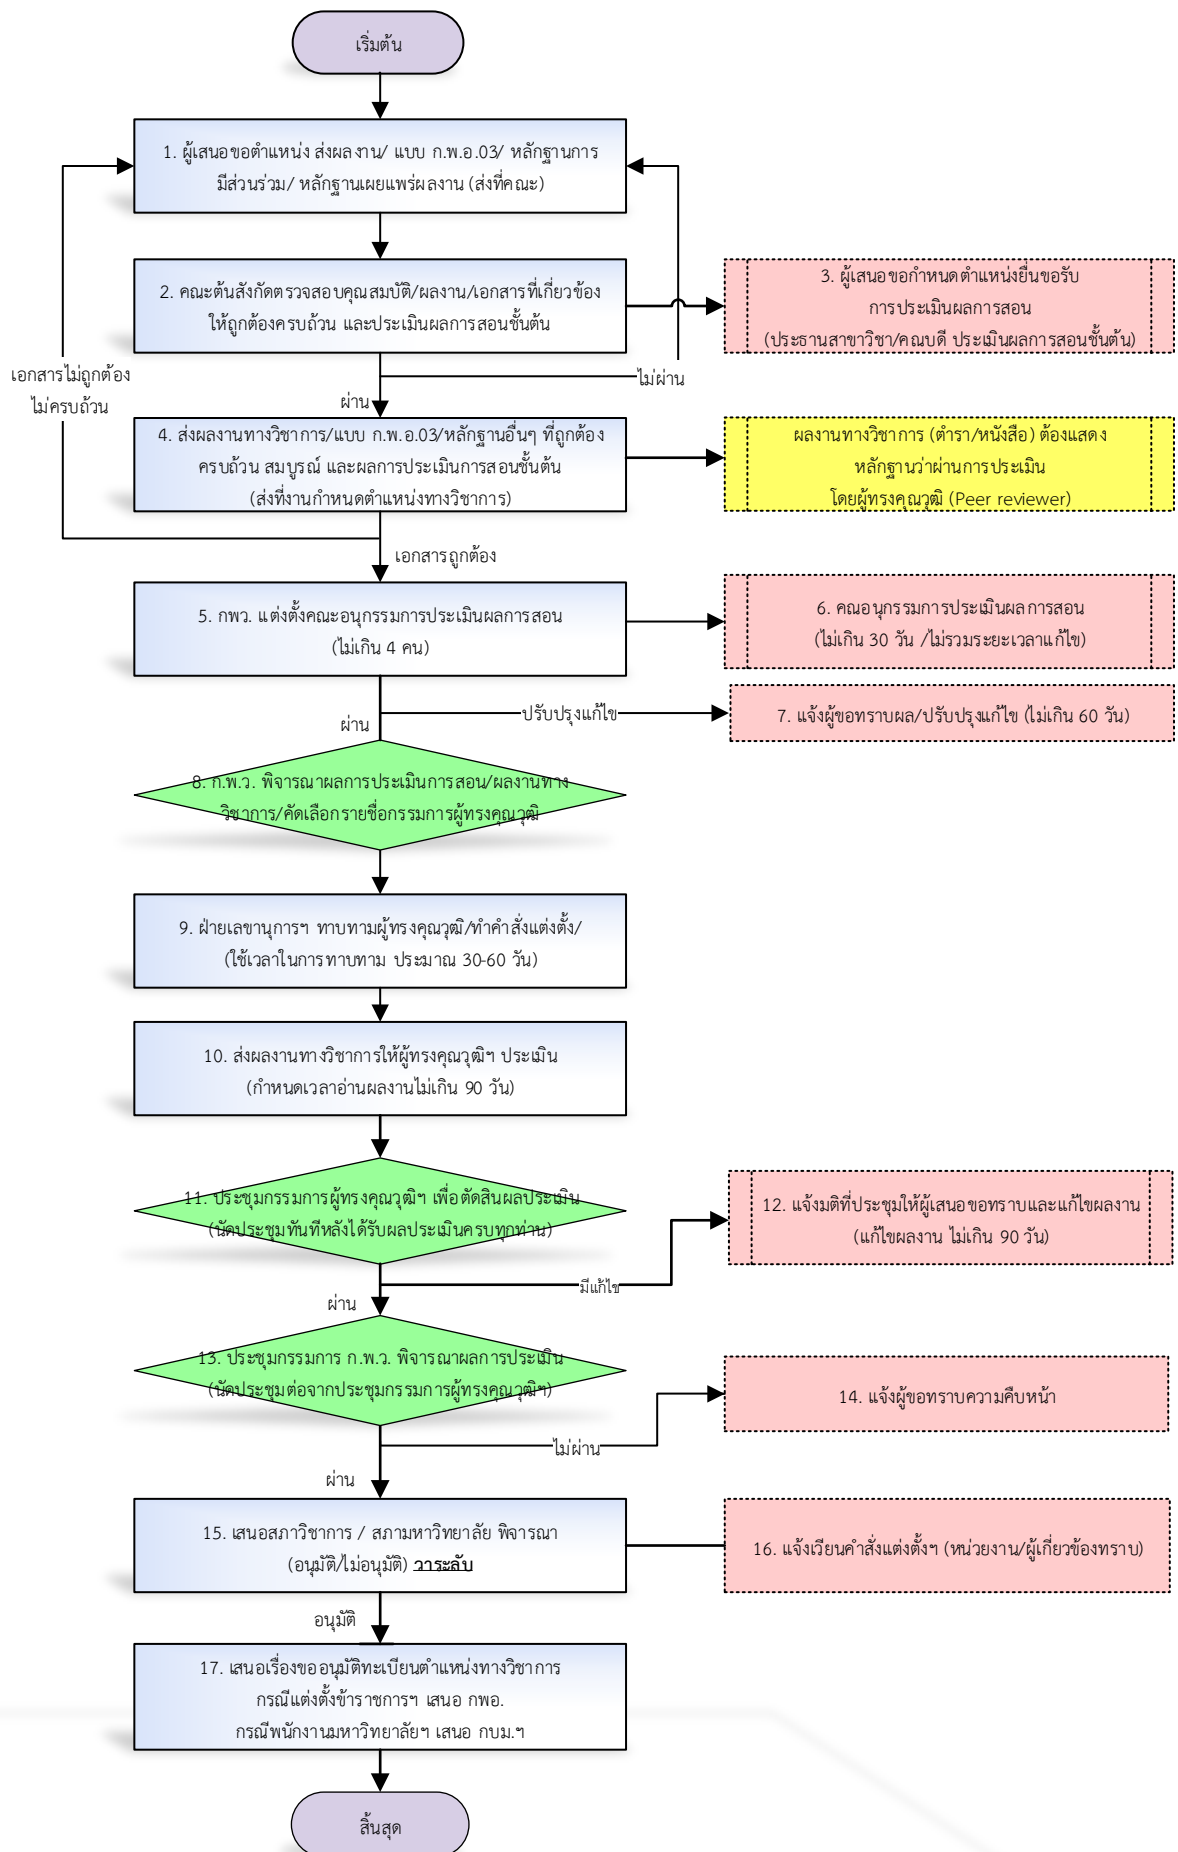 เริ่มต้น
1. ผู้เสนอขอตำแหน่ง ส่งผลงาน/ แบบ ก.พ.อ.03/ หลักฐานการ
มีส่วนร่วม/ หลักฐานเผยแพร่ผลงาน (ส่งที่คณะ)
2. คณะต้นสังกัดตรวจสอบคุณสมบัติ/ผลงาน/เอกสารที่เกี่ยวข้อง
ให้ถูกต้องครบถ้วน และประเมินผลการสอนชั้นต้น
3. ผู้เสนอขอกำหนดตำแหน่งยื่นขอรับ
การประเมินผลการสอน
(ประธานสาขาวิชา/คณบดี ประเมินผลการสอนชั้นต้น)
เอกสารไม่ถูกต้อง
ไม่ครบถ้วน
ไม่ผ่าน
ผ่าน
4. ส่งผลงานทางวิชาการ/แบบ ก.พ.อ.03/หลักฐานอื่นๆ ที่ถูกต้อง
ครบถ้วน สมบูรณ์ และผลการประเมินการสอนชั้นต้น
(ส่งที่งานกำหนดตำแหน่งทางวิชาการ)
ผลงานทางวิชาการ (ตำรา/หนังสือ) ต้องแสดง
หลักฐานว่าผ่านการประเมิน
โดยผู้ทรงคุณวุฒิ (Peer reviewer)
เอกสารถูกต้อง
5. กพว. แต่งตั้งคณะอนุกรรมการประเมินผลการสอน
(ไม่เกิน 4 คน)
6. คณอนุกรรมการประเมินผลการสอน
(ไม่เกิน 30 วัน /ไม่รวมระยะเวลาแก้ไข)
ปรับปรุงแก้ไข
7. แจ้งผู้ขอทราบผล/ปรับปรุงแก้ไข (ไม่เกิน 60 วัน)
ผ่าน
8. ก.พ.ว. พิจารณาผลการประเมินการสอน/ผลงานทาง
วิชาการ/คัดเลือกรายชื่อกรรมการผู้ทรงคุณวุฒิ
9. ฝ่ายเลขานุการฯ ทาบทามผู้ทรงคุณวุฒิ/ทำคำสั่งแต่งตั้ง/
(ใช้เวลาในการทาบทาม ประมาณ 30-60 วัน)
10. ส่งผลงานทางวิชาการให้ผู้ทรงคุณวุฒิฯ ประเมิน
(กำหนดเวลาอ่านผลงานไม่เกิน 90 วัน)
11. ประชุมกรรมการผู้ทรงคุณวุฒิฯ เพื่อตัดสินผลประเมิน
(นัดประชุมทันทีหลังได้รับผลประเมินครบทุกท่าน)
12. แจ้งมติที่ประชุมให้ผู้เสนอขอทราบและแก้ไขผลงาน
(แก้ไขผลงาน ไม่เกิน 90 วัน)
มีแก้ไข
ผ่าน
13. ประชุมกรรมการ ก.พ.ว. พิจารณาผลการประเมิน
(นัดประชุมต่อจากประชุมกรรมการผู้ทรงคุณวุฒิฯ)
14. แจ้งผู้ขอทราบความคืบหน้า
ไม่ผ่าน
ผ่าน
15. เสนอสภาวิชาการ / สภามหาวิทยาลัย พิจารณา
(อนุมัติ/ไม่อนุมัติ) วาระลับ
16. แจ้งเวียนคำสั่งแต่งตั้งฯ (หน่วยงาน/ผู้เกี่ยวข้องทราบ)
อนุมัติ
17. เสนอเรื่องขออนุมัติทะเบียนตำแหน่งทางวิชาการ
กรณีแต่งตั้งข้าราชการฯ เสนอ กพอ.
กรณีพนักงานมหาวิทยาลัยฯ เสนอ กบม.ฯ
สิ้นสุด